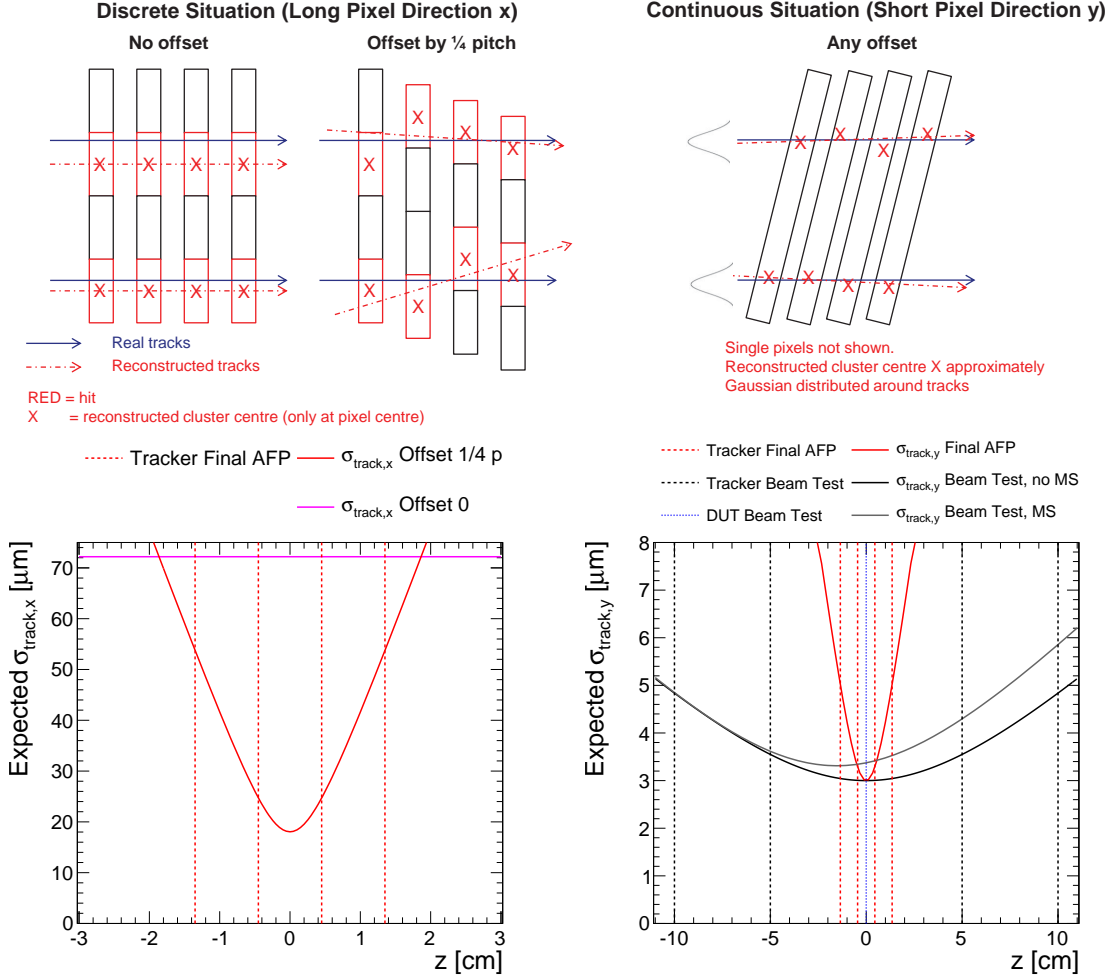 Discrete Situation (Long Pixel Direction x)
No offset
Offset by ¼ pitch
X X X X
X X X X
X X X X
X X X X
Real tracks
Reconstructed tracks
RED = hit
X = reconstructed cluster centre (only at pixel centre)
Continuous Situation (Short Pixel Direction y)
Any offset
X X X X
X X X X
Single pixels not shown.
Reconstructed cluster centre X approximately
Gaussian distributed around tracks
Tracker Final AFP
σtrack,x Offset 1/4 p
σtrack,x Offset 0
Expected σtrack,x [μm]
70
60
50
40
30
20
10
0
-3 -2 -1 0 1 2 3
z [cm]
Tracker Final AFP
σtrack,y Final AFP
Tracker Beam Test
σtrack,y Beam Test, no MS
DUT Beam Test
σtrack,y Beam Test, MS
Expected σtrack,y [μm]
8
7
6
5
4
3
2
1
0
-10 -5 0 5 10
z [cm]